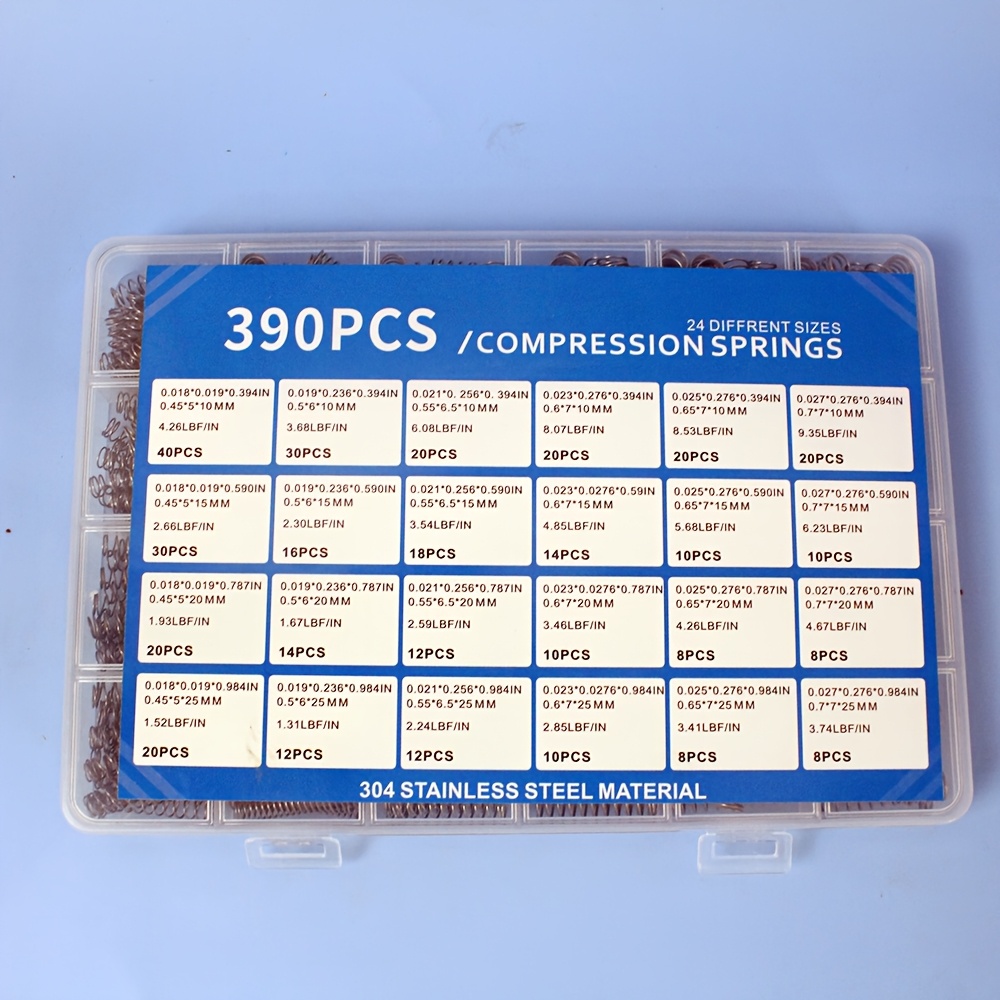 390PCS
24 DIFFRENT SIZES
/COMPRESSION SPRINGS
0.018*0.019*0.394IN
0.45*5*10MM
4.26LBF/IN
40PCS
0.019*0.236*0.394IN
0.5*6*10MM
3.68LBF/IN
30PCS
0.021*0.256*0.394IN
0.55*6.5*10MM
6.08LBF/IN
20PCS
0.023*0.276*0.394IN
0.6*7*10MM
8.07LBF/IN
20PCS
0.025*0.276*0.394IN
0.65*7*10MM
8.53LBF/IN
20PCS
0.027*0.276*0.394IN
0.7*7*10MM
9.35LBF/IN
20PCS
0.018*0.019*0.590IN
0.45*5*15MM
2.66LBF/IN
30PCS
0.019*0.236*0.590IN
0.5*6*15MM
2.30LBF/IN
16PCS
0.021*0.256*0.590IN
0.55*6.5*15MM
3.54LBF/IN
18PCS
0.023*0.0276*0.59IN
0.6*7*15MM
4.85LBF/IN
14PCS
0.025*0.276*0.590IN
0.65*7*15MM
5.68LBF/IN
10PCS
0.027*0.276*0.590IN
0.7*7*15MM
6.23LBF/IN
10PCS
0.018*0.019*0.787IN
0.45*5*20MM
1.93LBF/IN
20PCS
0.019*0.236*0.787IN
0.5*6*20MM
1.67LBF/IN
14PCS
0.021*0.256*0.787IN
0.55*6.5*20MM
2.59LBF/IN
12PCS
0.023*0.0276*0.787IN
0.6*7*20MM
3.46LBF/IN
10PCS
0.025*0.276*0.787IN
0.65*7*20MM
4.26LBF/IN
8PCS
0.027*0.276*0.787IN
0.7*7*20MM
4.67LBF/IN
8PCS
0.018*0.019*0.984IN
0.45*5*25MM
1.52LBF/IN
20PCS
0.019*0.236*0.984IN
0.5*6*25MM
1.31LBF/IN
12PCS
0.021*0.256*0.984IN
0.55*6.5*25MM
2.24LBF/IN
12PCS
0.023*0.0276*0.984IN
0.6*7*25MM
2.85LBF/IN
10PCS
0.025*0.276*0.984IN
0.65*7*25MM
3.41LBF/IN
8PCS
0.027*0.276*0.984IN
0.7*7*25MM
3.74LBF/IN
8PCS
304 STAINLESS STEEL MATERIAL